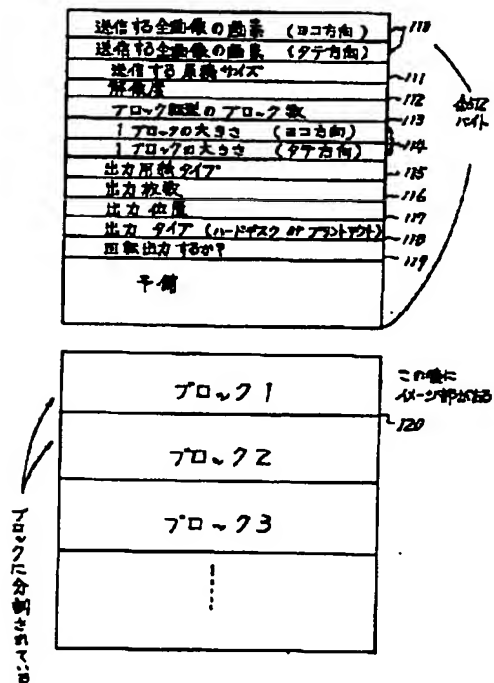 送信する全画像の画素 (ヨコ方向)
110
送信する全画像の画素 (タテ方向)
送信する原稿サイズ
111
解像度
112
ブロック転送のブロック数
113
1ブロックの大きさ (ヨコ方向)
114
1ブロックの大きさ (タテ方向)
出力用紙タイプ
115
出力枚数
116
出力位置
117
出力タイプ (ハードデスク or プリントアウト)
118
回転出力するか?
119
予備
全512
バイト
ブロック1
この後に
イメージ部がある
120
ブロック2
ブロック3
ブロックに分割されている